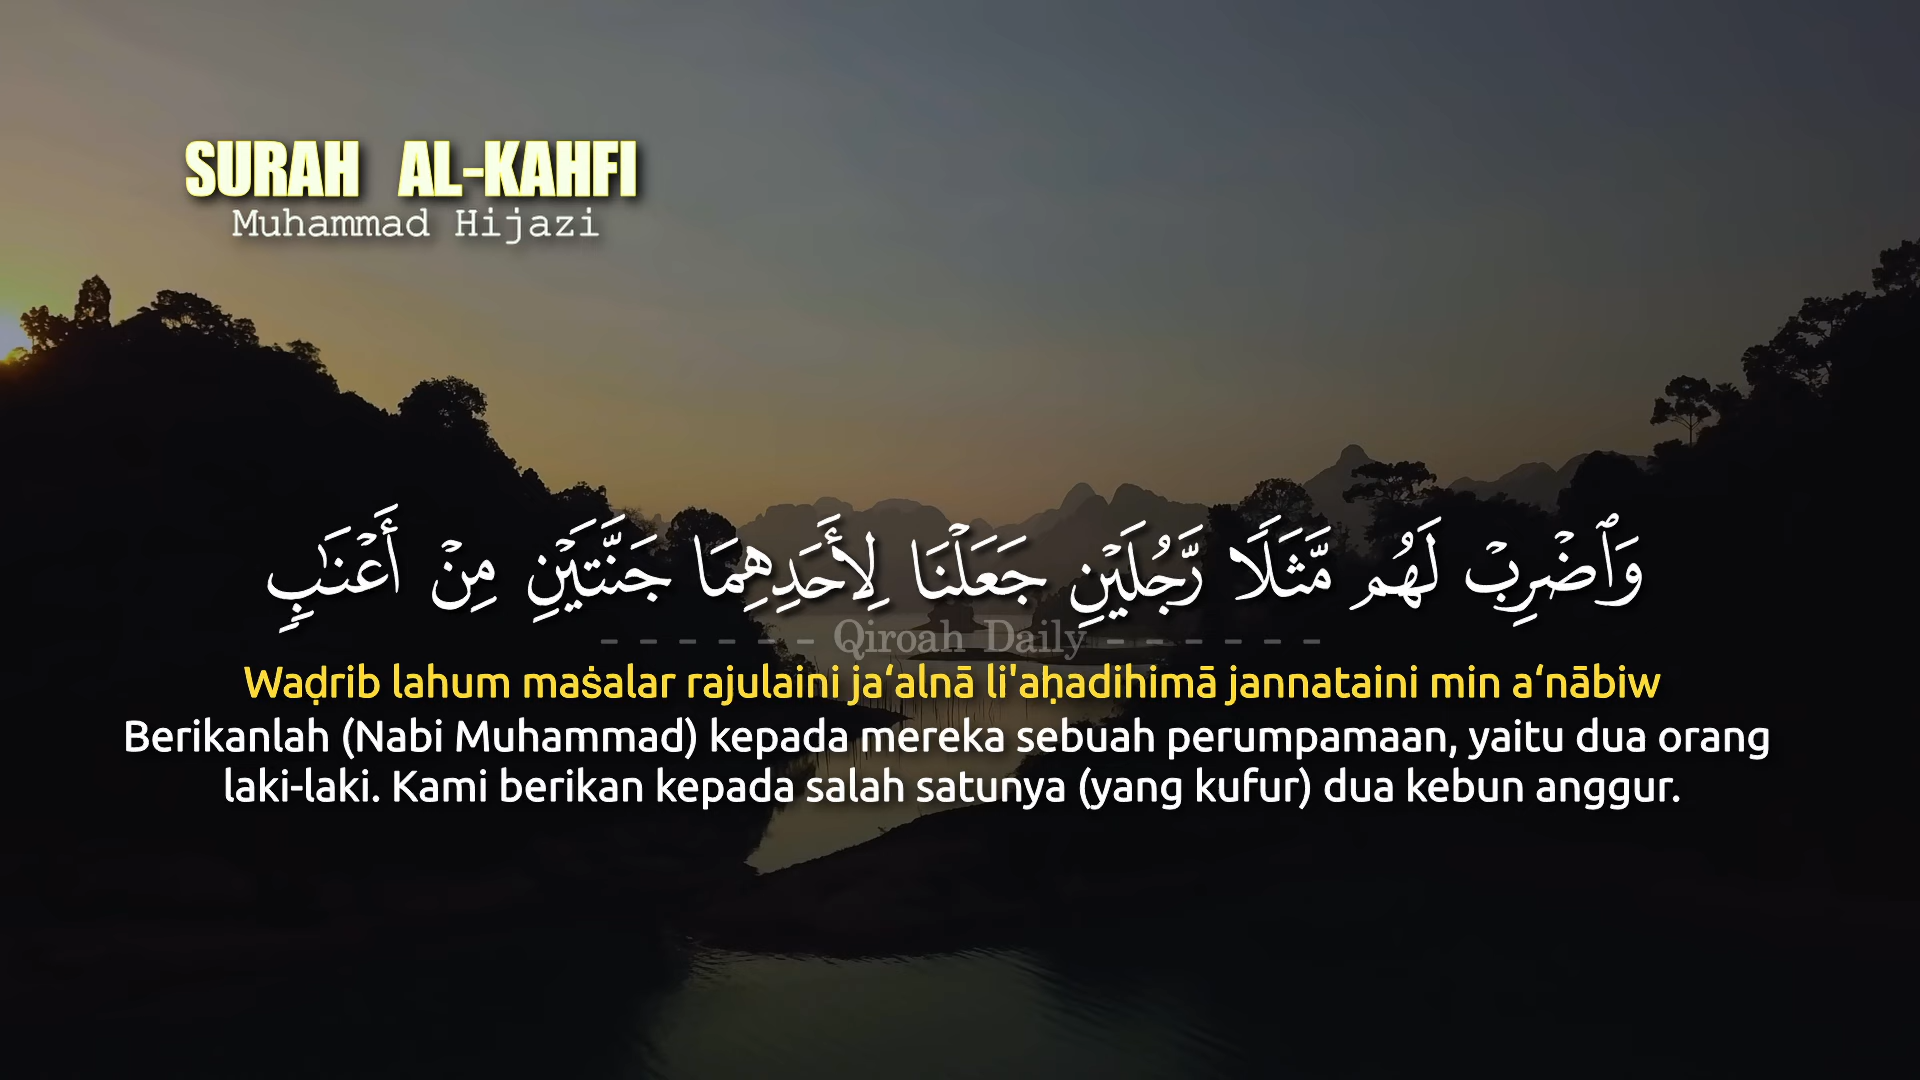 SURAH AL-KAHFI
Muhammad Hijazi
وَٱضْرِبْ لَهُم مَّثَلًا رَّجُلَيْنِ جَعَلْنَا لِأَحَدِهِمَا جَنَّتَيْنِ مِنْ أَعْنَٰبٍ
- - - - - - Qiroah Daily - - - - - -
Waḍrib lahum maṡalar rajulaini ja‘alnā li'aḥadihimā jannataini min a‘nābiw
Berikanlah (Nabi Muhammad) kepada mereka sebuah perumpamaan, yaitu dua orang
laki-laki. Kami berikan kepada salah satunya (yang kufur) dua kebun anggur.